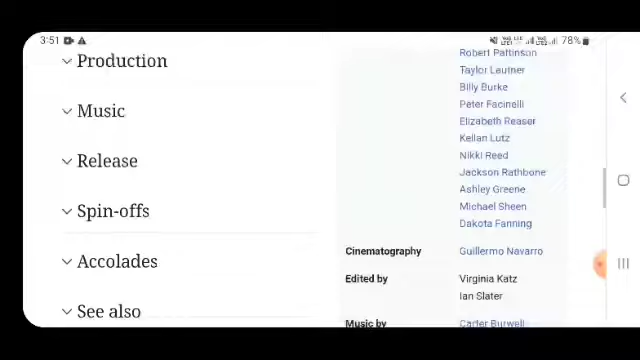 3:51
78%
Production
Music
Release
Spin-offs
Accolades
See also
Robert Pattinson
Taylor Lautner
Billy Burke
Peter Facinelli
Elizabeth Reaser
Kellan Lutz
Nikki Reed
Jackson Rathbone
Ashley Greene
Michael Sheen
Dakota Fanning
Cinematography Guillermo Navarro
Edited by Virginia Katz
Ian Slater
Music by Carter Burwell